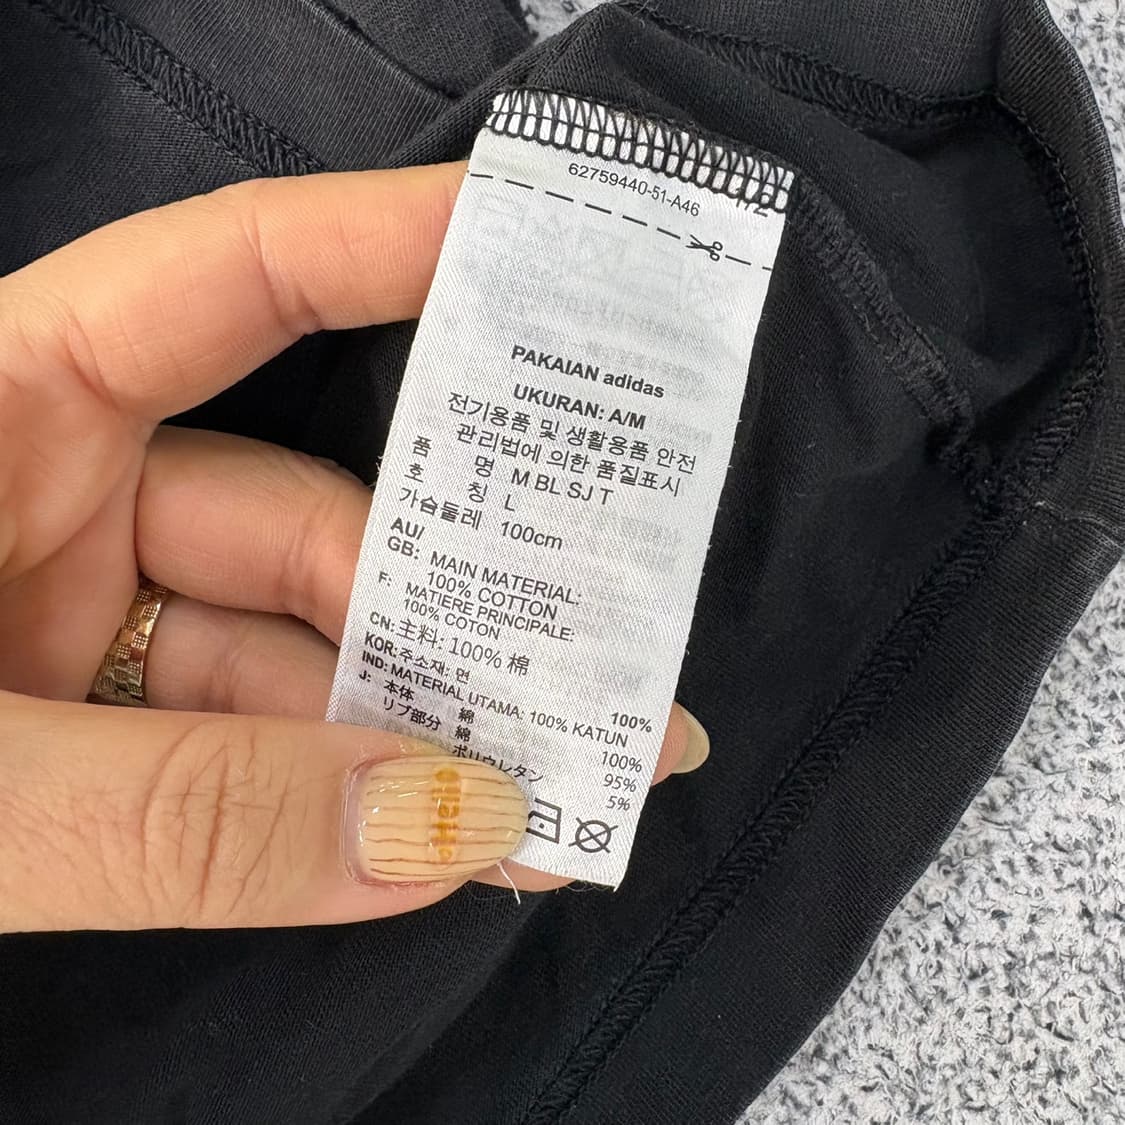 62759440-51-A46
1/2
PAKAIAN adidas
UKURAN: A/M
전기용품 및 생활용품 안전
관리법에 의한 품질표시
품 명 M BL SJ T
호 칭 L
가슴둘레 100cm
AU/
GB: MAIN MATERIAL:
100% COTTON
F: MATIERE PRINCIPALE:
100% COTON
CN: 主料: 100% 棉
KOR: 주소재: 면 100%
IND: MATERIAL UTAMA: 100% KATUN
J: 本体 綿 100%
リブ部分 綿 95%
ポリウレタン 5%